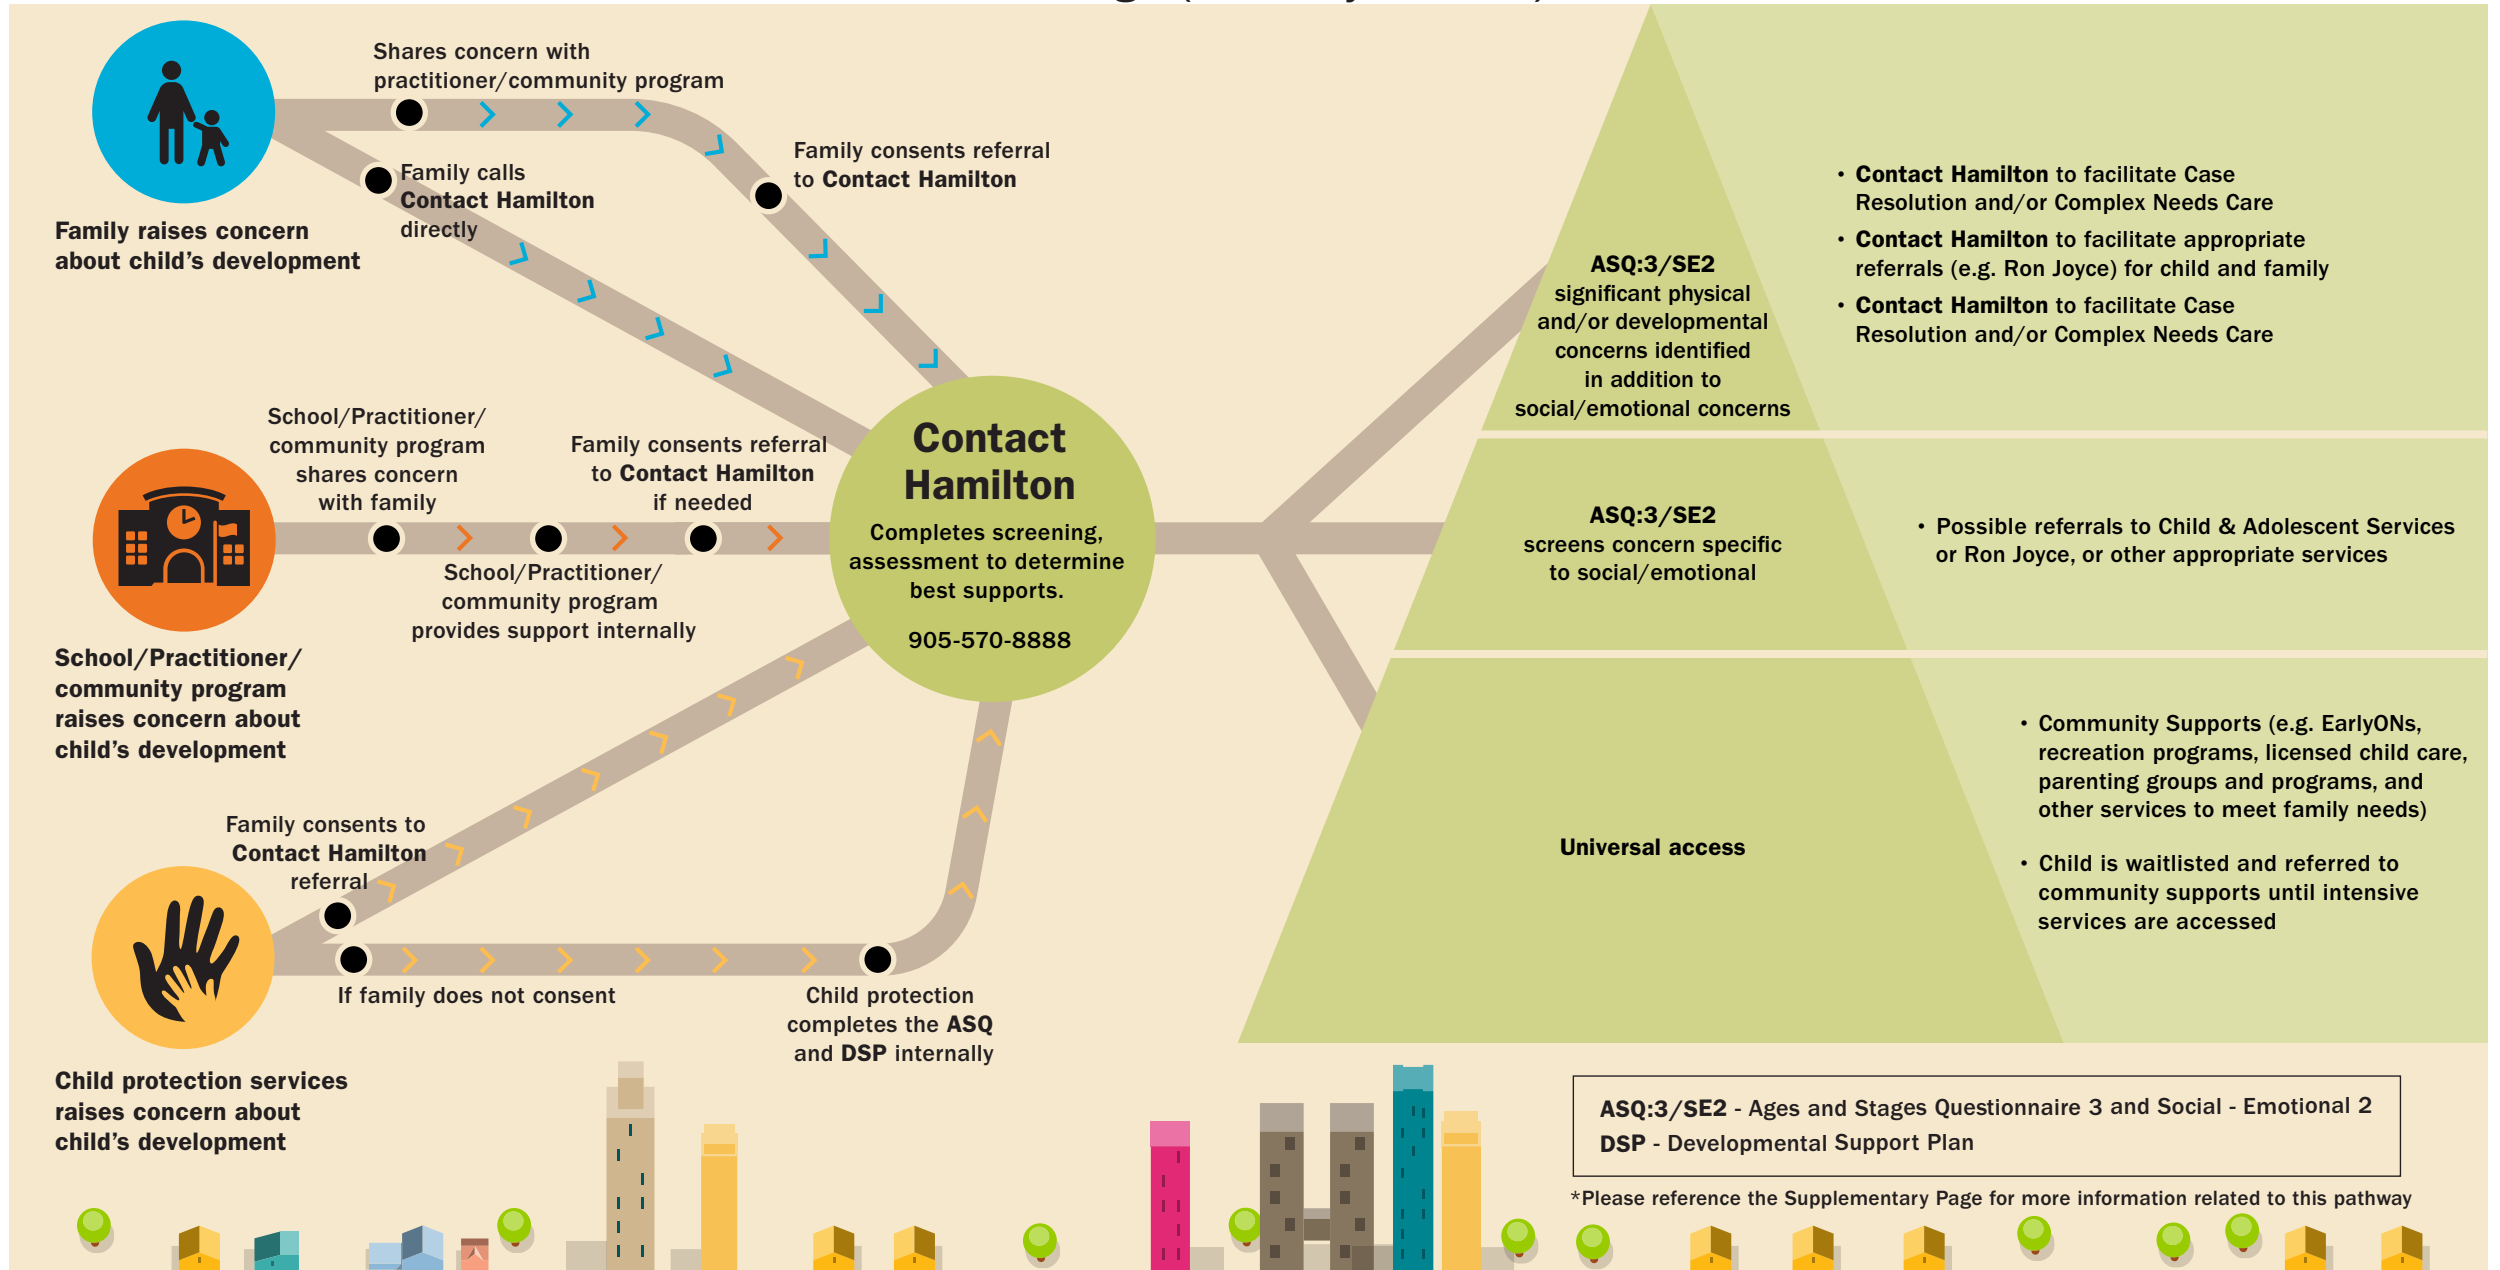 Shares concern with
practitioner/community program
Family calls
Contact Hamilton
directly
Family consents referral
to Contact Hamilton
Family raises concern
about child's development
School/Practitioner/
community program
shares concern
with family
Family consents referral
to Contact Hamilton
if needed
School/Practitioner/
community program
provides support internally
School/Practitioner/
community program
raises concern about
child's development
Contact
Hamilton
Completes screening,
assessment to determine
best supports.
905-570-8888
Family consents to
Contact Hamilton
referral
If family does not consent
Child protection
completes the ASQ
and DSP internally
Child protection services
raises concern about
child's development
ASQ:3/SE2
significant physical
and/or developmental
concerns identified
in addition to
social/emotional concerns
• Contact Hamilton to facilitate Case
Resolution and/or Complex Needs Care
• Contact Hamilton to facilitate appropriate
referrals (e.g. Ron Joyce) for child and family
• Contact Hamilton to facilitate Case
Resolution and/or Complex Needs Care
ASQ:3/SE2
screens concern specific
to social/emotional
• Possible referrals to Child & Adolescent Services
or Ron Joyce, or other appropriate services
Universal access
• Community Supports (e.g. EarlyONs,
recreation programs, licensed child care,
parenting groups and programs, and
other services to meet family needs)
• Child is waitlisted and referred to
community supports until intensive
services are accessed
ASQ:3/SE2 - Ages and Stages Questionnaire 3 and Social - Emotional 2
DSP - Developmental Support Plan
*Please reference the Supplementary Page for more information related to this pathway